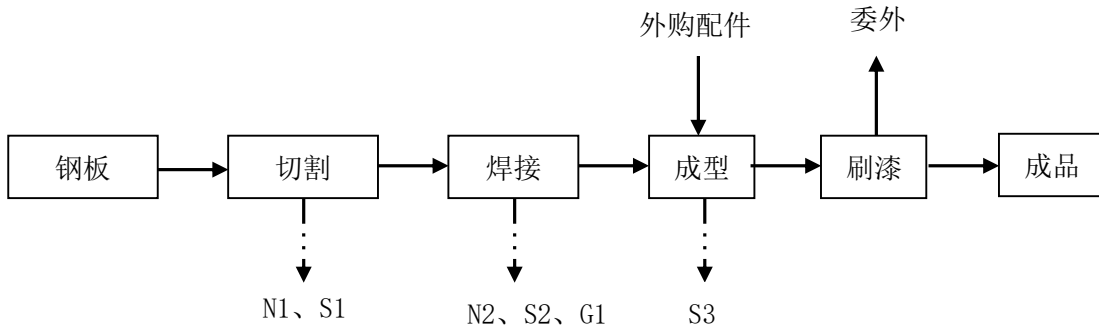 外购配件
委外
钢板
切割
焊接
成型
刷漆
成品
N1、S1
N2、S2、G1
S3